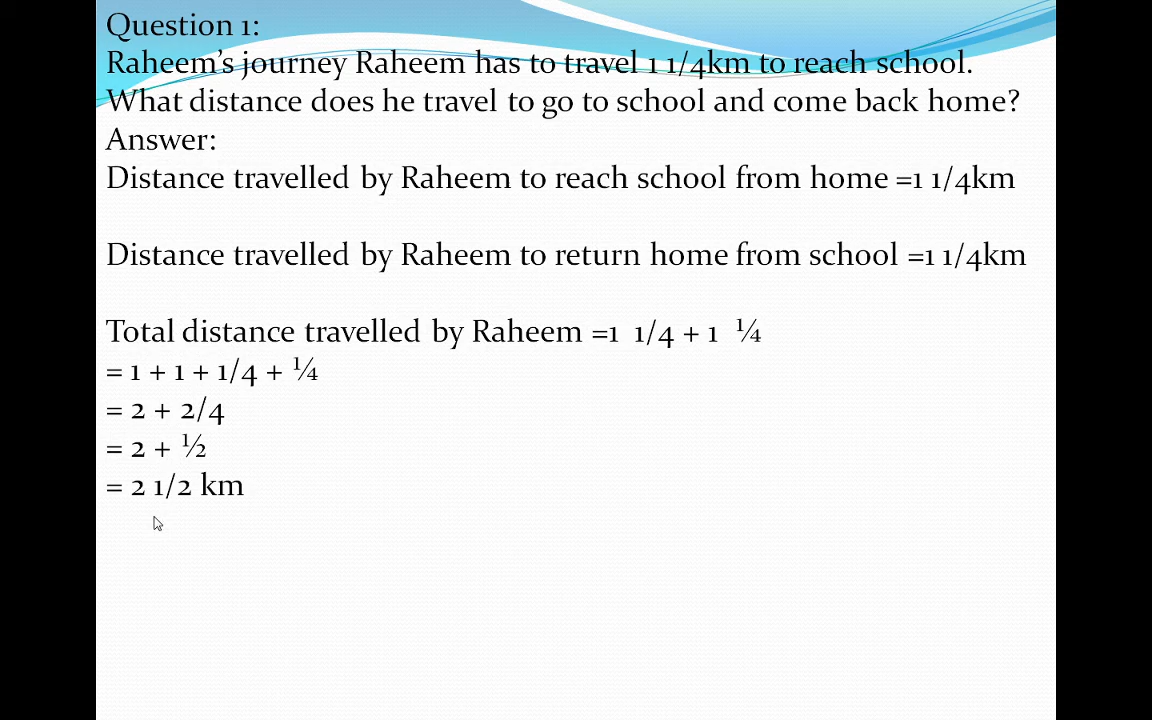 Question 1:
Raheem’s journey Raheem has to travel 1 1/4km to reach school.
What distance does he travel to go to school and come back home?
Answer:
Distance travelled by Raheem to reach school from home =1 1/4km
Distance travelled by Raheem to return home from school =1 1/4km
Total distance travelled by Raheem =1  1/4 + 1  ¼
= 1 + 1 + 1/4 + ¼
= 2 + 2/4
= 2 + ½
= 2 1/2 km